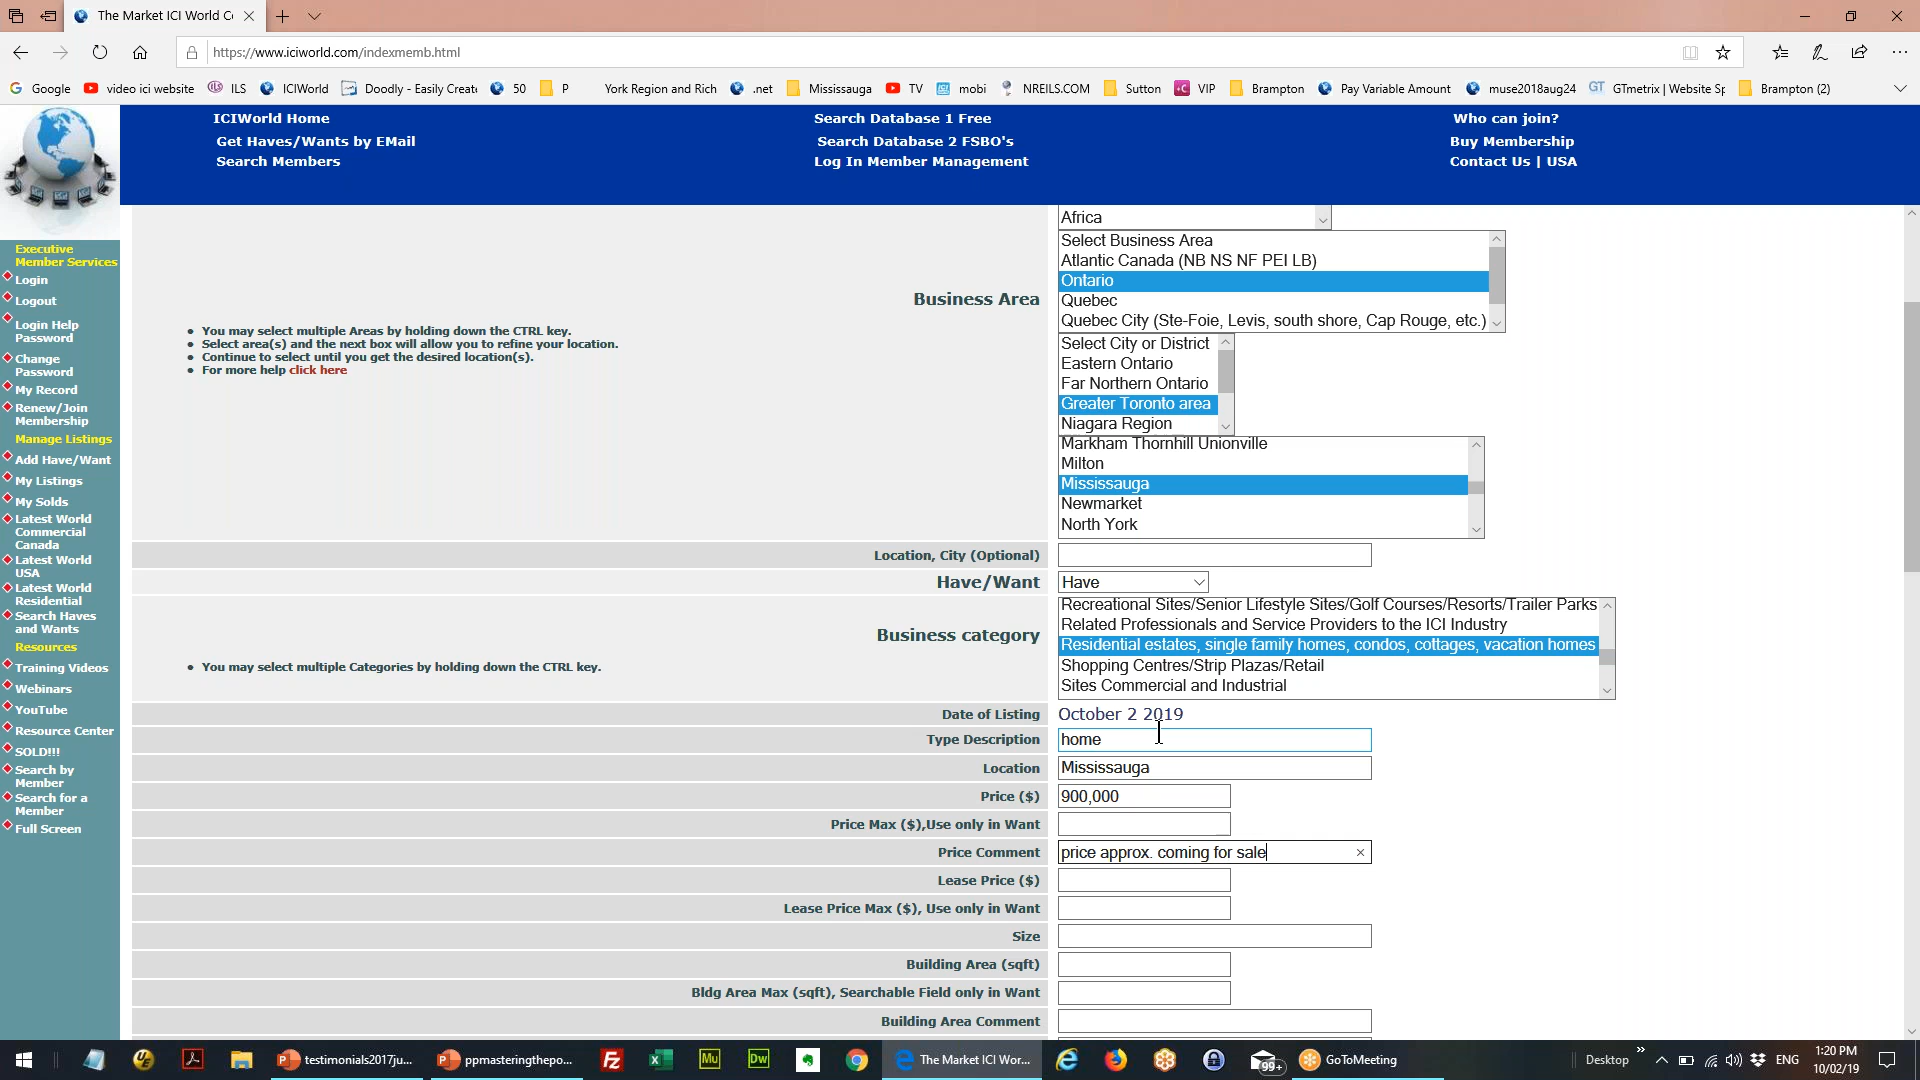 The Market ICI World Co
https://www.iciworld.com/indexmemb.html
Google
video ici website
ILS
ICIWorld
Doodly - Easily Create
50
P
York Region and Rich
.net
Mississauga
TV
mobi
NREILS.COM
Sutton
VIP
Brampton
Pay Variable Amount
muse2018aug24
GTmetrix | Website Sp
Brampton (2)
ICIWorld Home
Get Haves/Wants by EMail
Search Members
Search Database 1 Free
Search Database 2 FSBO's
Log In Member Management
Who can join?
Buy Membership
Contact Us | USA
Executive
Member Services
Login
Logout
Login Help
Password
Change
Password
My Record
Renew/Join
Membership
Manage Listings
Add Have/Want
My Listings
My Solds
Latest World
Commercial
Canada
Latest World
USA
Latest World
Residential
Search Haves
and Wants
Resources
Training Videos
Webinars
YouTube
Resource Center
SOLD!!!
Search by
Member
Search for a
Member
Full Screen
Africa
Business Area
You may select multiple Areas by holding down the CTRL key.
Select area(s) and the next box will allow you to refine your location.
Continue to select until you get the desired location(s).
For more help click here
Select Business Area
Atlantic Canada (NB NS NF PEI LB)
Ontario
Quebec
Quebec City (Ste-Foie, Levis, south shore, Cap Rouge, etc.)
Select City or District
Eastern Ontario
Far Northern Ontario
Greater Toronto area
Niagara Region
Markham Thornhill Unionville
Milton
Mississauga
Newmarket
North York
Location, City (Optional)
Have/Want Have
Business category
You may select multiple Categories by holding down the CTRL key.
Recreational Sites/Senior Lifestyle Sites/Golf Courses/Resorts/Trailer Parks
Related Professionals and Service Providers to the ICI Industry
Residential estates, single family homes, condos, cottages, vacation homes
Shopping Centres/Strip Plazas/Retail
Sites Commercial and Industrial
Date of Listing October 2 2019
Type Description home
Location Mississauga
Price ($) 900,000
Price Max ($),Use only in Want
Price Comment price approx. coming for sale
Lease Price ($)
Lease Price Max ($), Use only in Want
Size
Building Area (sqft)
Bldg Area Max (sqft), Searchable Field only in Want
Building Area Comment
testimonials2017ju...
ppmasteringthepo...
Mu
Dw
The Market ICI Wor...
99+
GoToMeeting
Desktop
ENG
1:20 PM
10/02/19